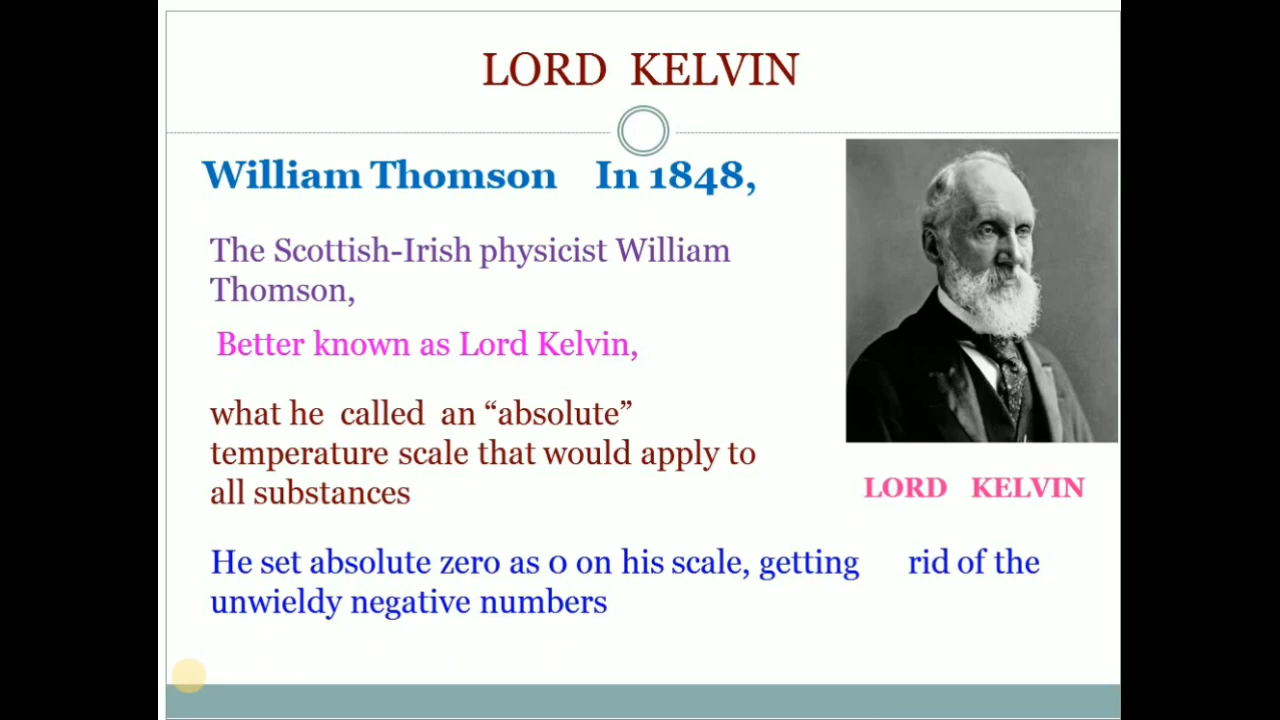 LORD KELVIN
William Thomson In 1848,
The Scottish-Irish physicist William
Thomson,
Better known as Lord Kelvin,
what he called an “absolute”
temperature scale that would apply to
all substances
LORD KELVIN
He set absolute zero as 0 on his scale, getting rid of the
unwieldy negative numbers